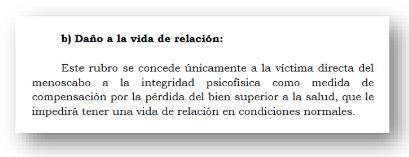 b) Daño a la vida de relación:
Este rubro se concede únicamente a la víctima directa del
menoscabo a la integridad psicofísica como medida de
compensación por la pérdida del bien superior a la salud, que le
impedirá tener una vida de relación en condiciones normales.